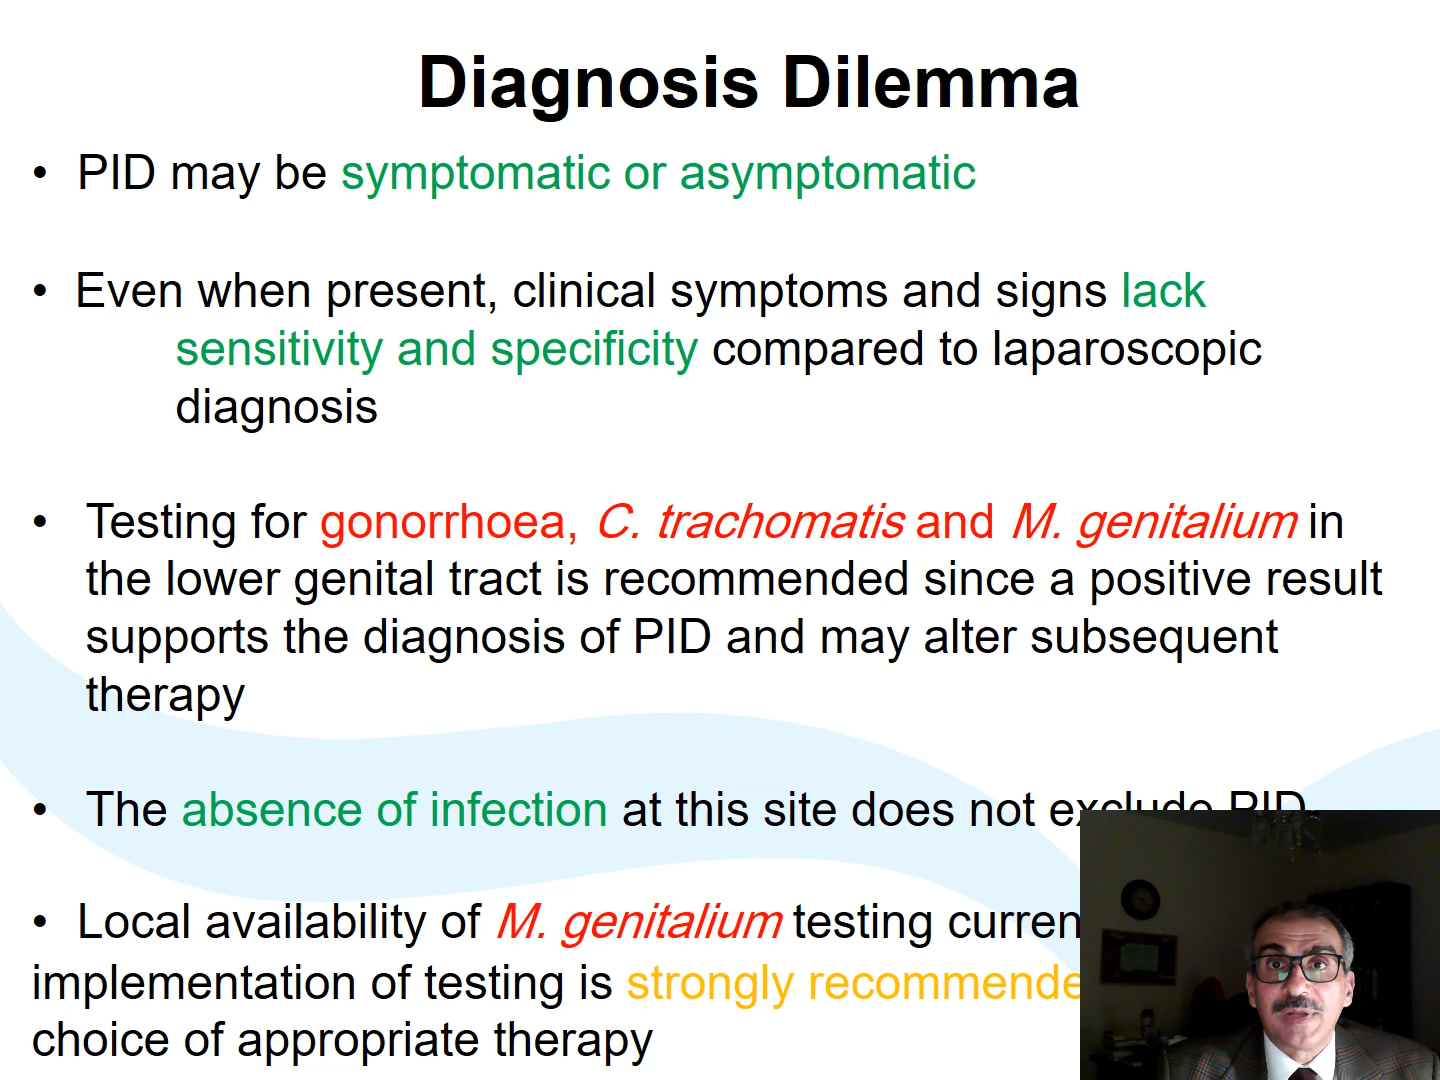 Diagnosis Dilemma
• PID may be symptomatic or asymptomatic
• Even when present, clinical symptoms and signs lack
sensitivity and specificity compared to laparoscopic
diagnosis
• Testing for gonorrhoea, C. trachomatis and M. genitalium in
the lower genital tract is recommended since a positive result
supports the diagnosis of PID and may alter subsequent
therapy
• The absence of infection at this site does not exclude PID
• Local availability of M. genitalium testing
implementation of testing is strongly
choice of appropriate therapy